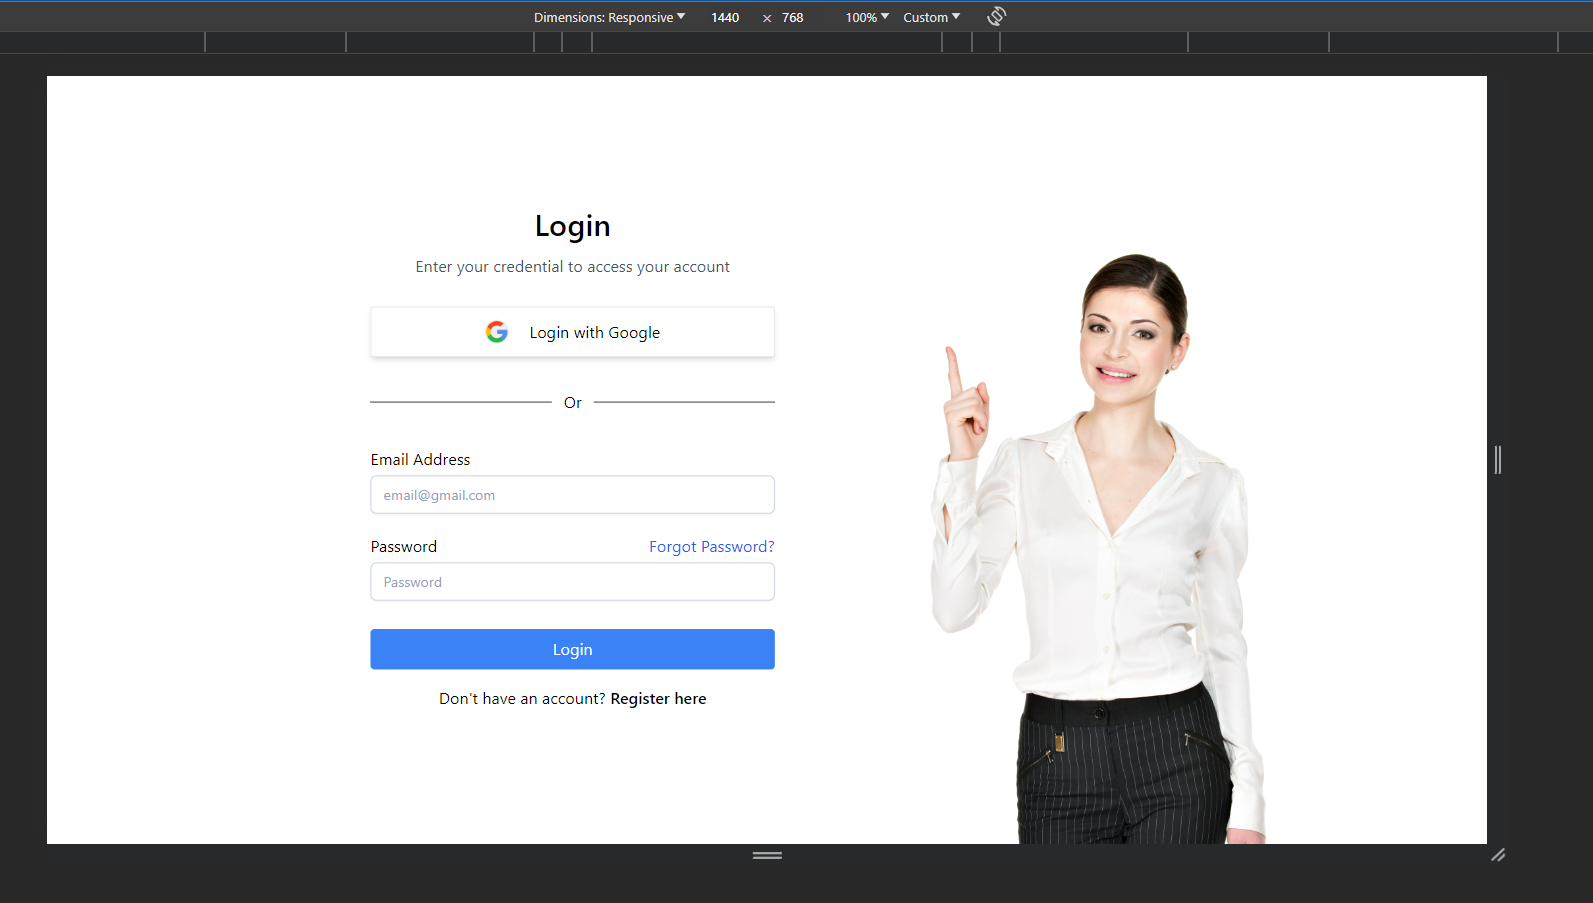 Dimensions: Responsive 1440 × 768 100% Custom
Login
Enter your credential to access your account
Login with Google
Or
Email Address
email@gmail.com
Password Forgot Password?
Password
Login
Don't have an account? Register here